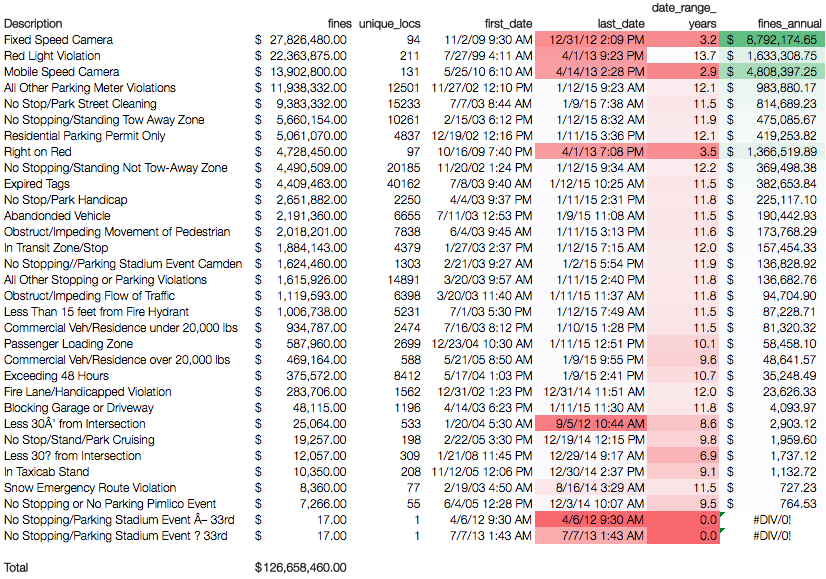 date_range_
Description fines unique_locs first_date last_date years fines_annual
Fixed Speed Camera $ 27,826,480.00 94 11/2/09 9:30 AM 12/31/12 2:09 PM 3.2 $ 8,792,174.65
Red Light Violation $ 22,363,875.00 211 7/27/99 4:11 AM 4/1/13 9:23 PM 13.7 $ 1,633,308.75
Mobile Speed Camera $ 13,902,800.00 131 5/25/10 6:10 AM 4/14/13 2:28 PM 2.9 $ 4,808,397.25
All Other Parking Meter Violations $ 11,938,332.00 12501 11/27/02 12:10 PM 1/12/15 9:23 AM 12.1 $ 983,880.17
No Stop/Park Street Cleaning $ 9,383,332.00 15233 7/7/03 8:44 AM 1/9/15 7:38 AM 11.5 $ 814,689.23
No Stopping/Standing Tow Away Zone $ 5,660,154.00 10261 2/15/03 6:12 PM 1/12/15 8:32 AM 11.9 $ 475,085.67
Residential Parking Permit Only $ 5,061,070.00 4837 12/19/02 12:16 PM 1/11/15 3:36 PM 12.1 $ 419,253.82
Right on Red $ 4,728,450.00 97 10/16/09 7:40 PM 4/1/13 7:08 PM 3.5 $ 1,366,519.89
No Stopping/Standing Not Tow-Away Zone $ 4,490,509.00 20185 11/20/02 1:24 PM 1/12/15 9:34 AM 12.2 $ 369,498.38
Expired Tags $ 4,409,463.00 40162 7/8/03 9:40 AM 1/12/15 10:25 AM 11.5 $ 382,653.84
No Stop/Park Handicap $ 2,651,882.00 2250 4/4/03 9:37 PM 1/11/15 2:31 PM 11.8 $ 225,117.10
Abandonded Vehicle $ 2,191,360.00 6655 7/11/03 12:53 PM 1/9/15 11:08 AM 11.5 $ 190,442.93
Obstruct/Impeding Movement of Pedestrian $ 2,018,201.00 7838 6/4/03 9:45 AM 1/11/15 3:13 PM 11.6 $ 173,768.29
In Transit Zone/Stop $ 1,884,143.00 4379 1/27/03 2:37 PM 1/12/15 7:15 AM 12.0 $ 157,454.33
No Stopping//Parking Stadium Event Camden $ 1,624,460.00 1303 2/21/03 9:27 AM 1/2/15 5:54 PM 11.9 $ 136,828.92
All Other Stopping or Parking Violations $ 1,615,926.00 14891 3/20/03 9:57 AM 1/11/15 2:40 PM 11.8 $ 136,682.76
Obstruct/Impeding Flow of Traffic $ 1,119,593.00 6398 3/20/03 11:40 AM 1/11/15 11:37 AM 11.8 $ 94,704.90
Less Than 15 feet from Fire Hydrant $ 1,006,738.00 5231 7/1/03 5:30 PM 1/12/15 7:49 AM 11.5 $ 87,228.71
Commercial Veh/Residence under 20,000 lbs $ 934,787.00 2474 7/16/03 8:12 PM 1/10/15 1:28 PM 11.5 $ 81,320.32
Passenger Loading Zone $ 587,960.00 2699 12/23/04 10:30 AM 1/11/15 12:51 PM 10.1 $ 58,458.10
Commercial Veh/Residence over 20,000 lbs $ 469,164.00 588 5/21/05 8:50 AM 1/9/15 9:55 PM 9.6 $ 48,641.57
Exceeding 48 Hours $ 375,572.00 8412 5/17/04 1:03 PM 1/9/15 2:41 PM 10.7 $ 35,248.49
Fire Lane/Handicapped Violation $ 283,706.00 1562 12/31/02 1:23 PM 12/31/14 11:51 AM 12.0 $ 23,626.33
Blocking Garage or Driveway $ 48,115.00 1196 4/14/03 6:23 PM 1/11/15 11:30 AM 11.8 $ 4,093.97
Less 30Â' from Intersection $ 25,064.00 533 1/20/04 5:30 AM 9/5/12 10:44 AM 8.6 $ 2,903.12
No Stop/Stand/Park Cruising $ 19,257.00 198 2/22/05 3:30 PM 12/19/14 12:15 PM 9.8 $ 1,959.60
Less 30? from Intersection $ 12,057.00 309 1/21/08 11:45 PM 12/29/14 9:17 AM 6.9 $ 1,737.12
In Taxicab Stand $ 10,350.00 208 11/12/05 12:06 PM 12/30/14 2:37 PM 9.1 $ 1,132.72
Snow Emergency Route Violation $ 8,360.00 77 2/19/03 4:50 AM 8/16/14 3:29 AM 11.5 $ 727.23
No Stopping or No Parking Pimlico Event $ 7,266.00 55 6/4/05 12:28 PM 12/3/14 10:07 AM 9.5 $ 764.53
No Stopping/Parking Stadium Event Â– 33rd $ 17.00 1 4/6/12 9:30 AM 4/6/12 9:30 AM 0.0 #DIV/0!
No Stopping/Parking Stadium Event ? 33rd $ 17.00 1 7/7/13 1:43 AM 7/7/13 1:43 AM 0.0 #DIV/0!
Total $126,658,460.00